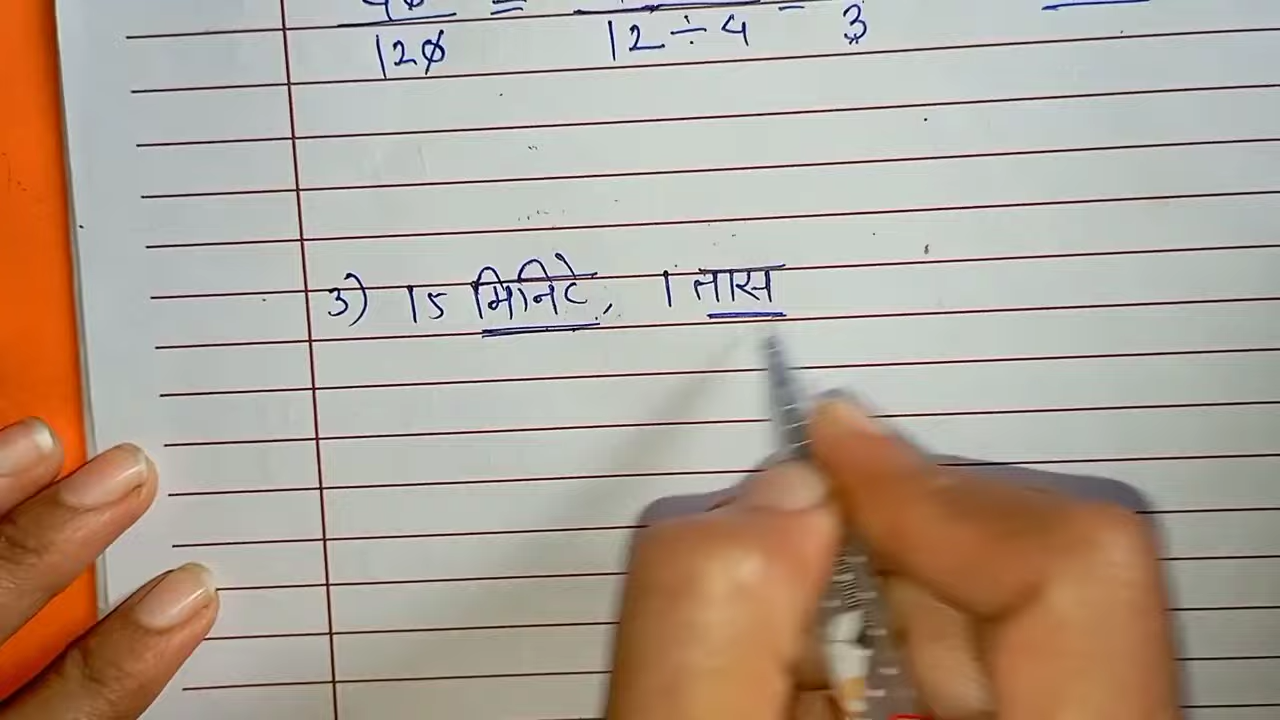 =
120 12÷4 = 3
3) 15 मिनिटे, 1 तास